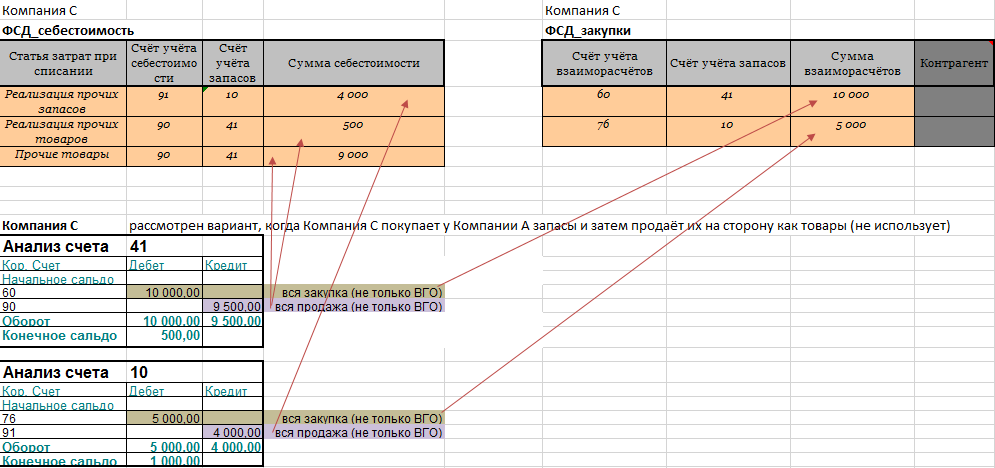 Компания С
Компания С
ФСД_себестоимость
ФСД_закупки
Статья затрат при списании
Счёт учёта себестоимо сти
Счёт учёта запасов
Сумма себестоимости
Счёт учёта взаиморасчётов
Счёт учёта запасов
Сумма взаиморасчётов
Контрагент
Реализация прочих запасов
91
10
4 000
60
41
10 000
Реализация прочих товаров
90
41
500
76
10
5 000
Прочие товары
90
41
9 000
Компания С
рассмотрен вариант, когда Компания С покупает у Компании А запасы и затем продаёт их на сторону как товары (не использует)
Анализ счета 41
Кор. Счет Дебет Кредит
Начальное сальдо
60 10 000,00 вся закупка (не только ВГО)
90 9 500,00 вся продажа (не только ВГО)
Оборот 10 000,00 9 500,00
Конечное сальдо 500,00
Анализ счета 10
Кор. Счет Дебет Кредит
Начальное сальдо
76 5 000,00 вся закупка (не только ВГО)
91 4 000,00 вся продажа (не только ВГО)
Оборот 5 000,00 4 000,00
Конечное сальдо 1 000,00